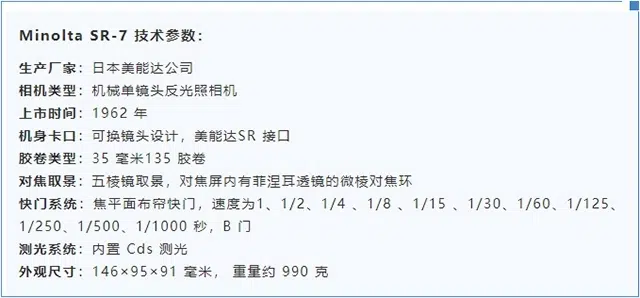 Minolta SR-7 技术参数：
生产厂家：日本美能达公司
相机类型：机械单镜头反光照相机
上市时间：1962 年
机身卡口：可换镜头设计，美能达SR 接口
胶卷类型：35 毫米135 胶卷
对焦取景：五棱镜取景，对焦屏内有菲涅耳透镜的微棱对焦环
快门系统：焦平面布帘快门，速度为1、1/2、1/4 、1/8 、1/15 、1/30、1/60、1/125、
1/250、1/500、1/1000 秒，B 门
测光系统：内置 Cds 测光
外观尺寸：146×95×91 毫米， 重量约 990 克